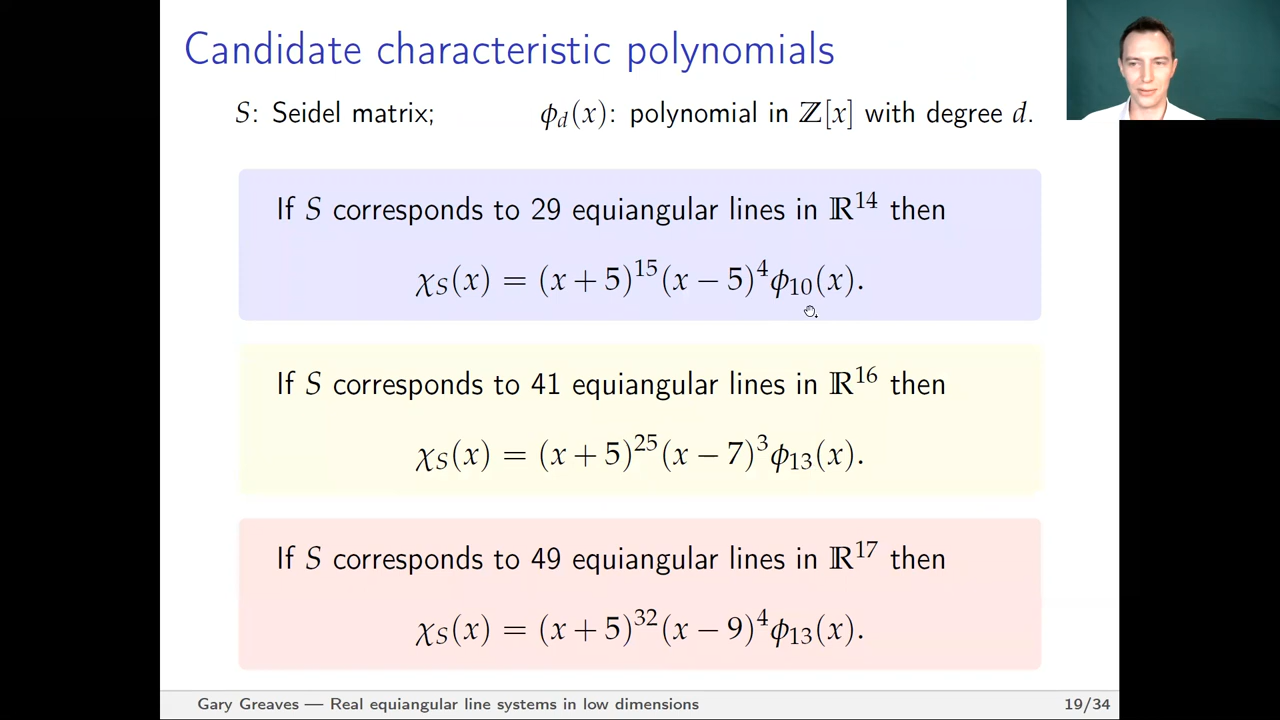 Candidate characteristic polynomials
S: Seidel matrix; ϕ_d(x): polynomial in ℤ[x] with degree d.
If S corresponds to 29 equiangular lines in ℝ^14 then
χ_S(x) = (x + 5)^15(x − 5)^4ϕ_10(x).
If S corresponds to 41 equiangular lines in ℝ^16 then
χ_S(x) = (x + 5)^25(x − 7)^3ϕ_13(x).
If S corresponds to 49 equiangular lines in ℝ^17 then
χ_S(x) = (x + 5)^32(x − 9)^4ϕ_13(x).
Gary Greaves — Real equiangular line systems in low dimensions 19/34